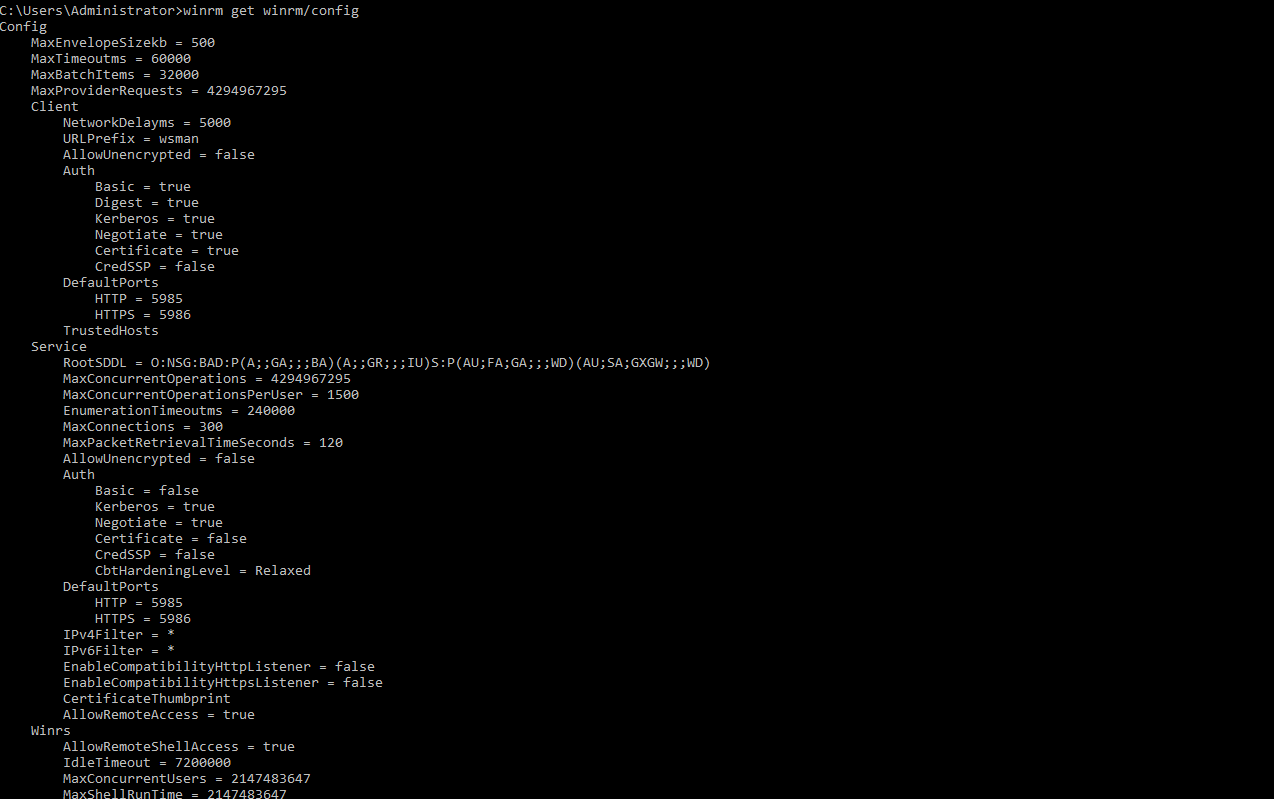 C:\Users\Administrator>winrm get winrm/config
Config
MaxEnvelopeSizekb = 500
MaxTimeoutms = 60000
MaxBatchItems = 32000
MaxProviderRequests = 4294967295
Client
NetworkDelayms = 5000
URLPrefix = wsman
AllowUnencrypted = false
Auth
Basic = true
Digest = true
Kerberos = true
Negotiate = true
Certificate = true
CredSSP = false
DefaultPorts
HTTP = 5985
HTTPS = 5986
TrustedHosts
Service
RootSDDL = O:NSG:BAD:P(A;;GA;;;BA)(A;;GR;;;IU)S:P(AU;FA;GA;;;WD)(AU;SA;GXGW;;;WD)
MaxConcurrentOperations = 4294967295
MaxConcurrentOperationsPerUser = 1500
EnumerationTimeoutms = 240000
MaxConnections = 300
MaxPacketRetrievalTimeSeconds = 120
AllowUnencrypted = false
Auth
Basic = false
Kerberos = true
Negotiate = true
Certificate = false
CredSSP = false
CbtHardeningLevel = Relaxed
DefaultPorts
HTTP = 5985
HTTPS = 5986
IPv4Filter = *
IPv6Filter = *
EnableCompatibilityHttpListener = false
EnableCompatibilityHttpsListener = false
CertificateThumbprint
AllowRemoteAccess = true
Winrs
AllowRemoteShellAccess = true
IdleTimeout = 7200000
MaxConcurrentUsers = 2147483647
MaxShellRunTime = 2147483647